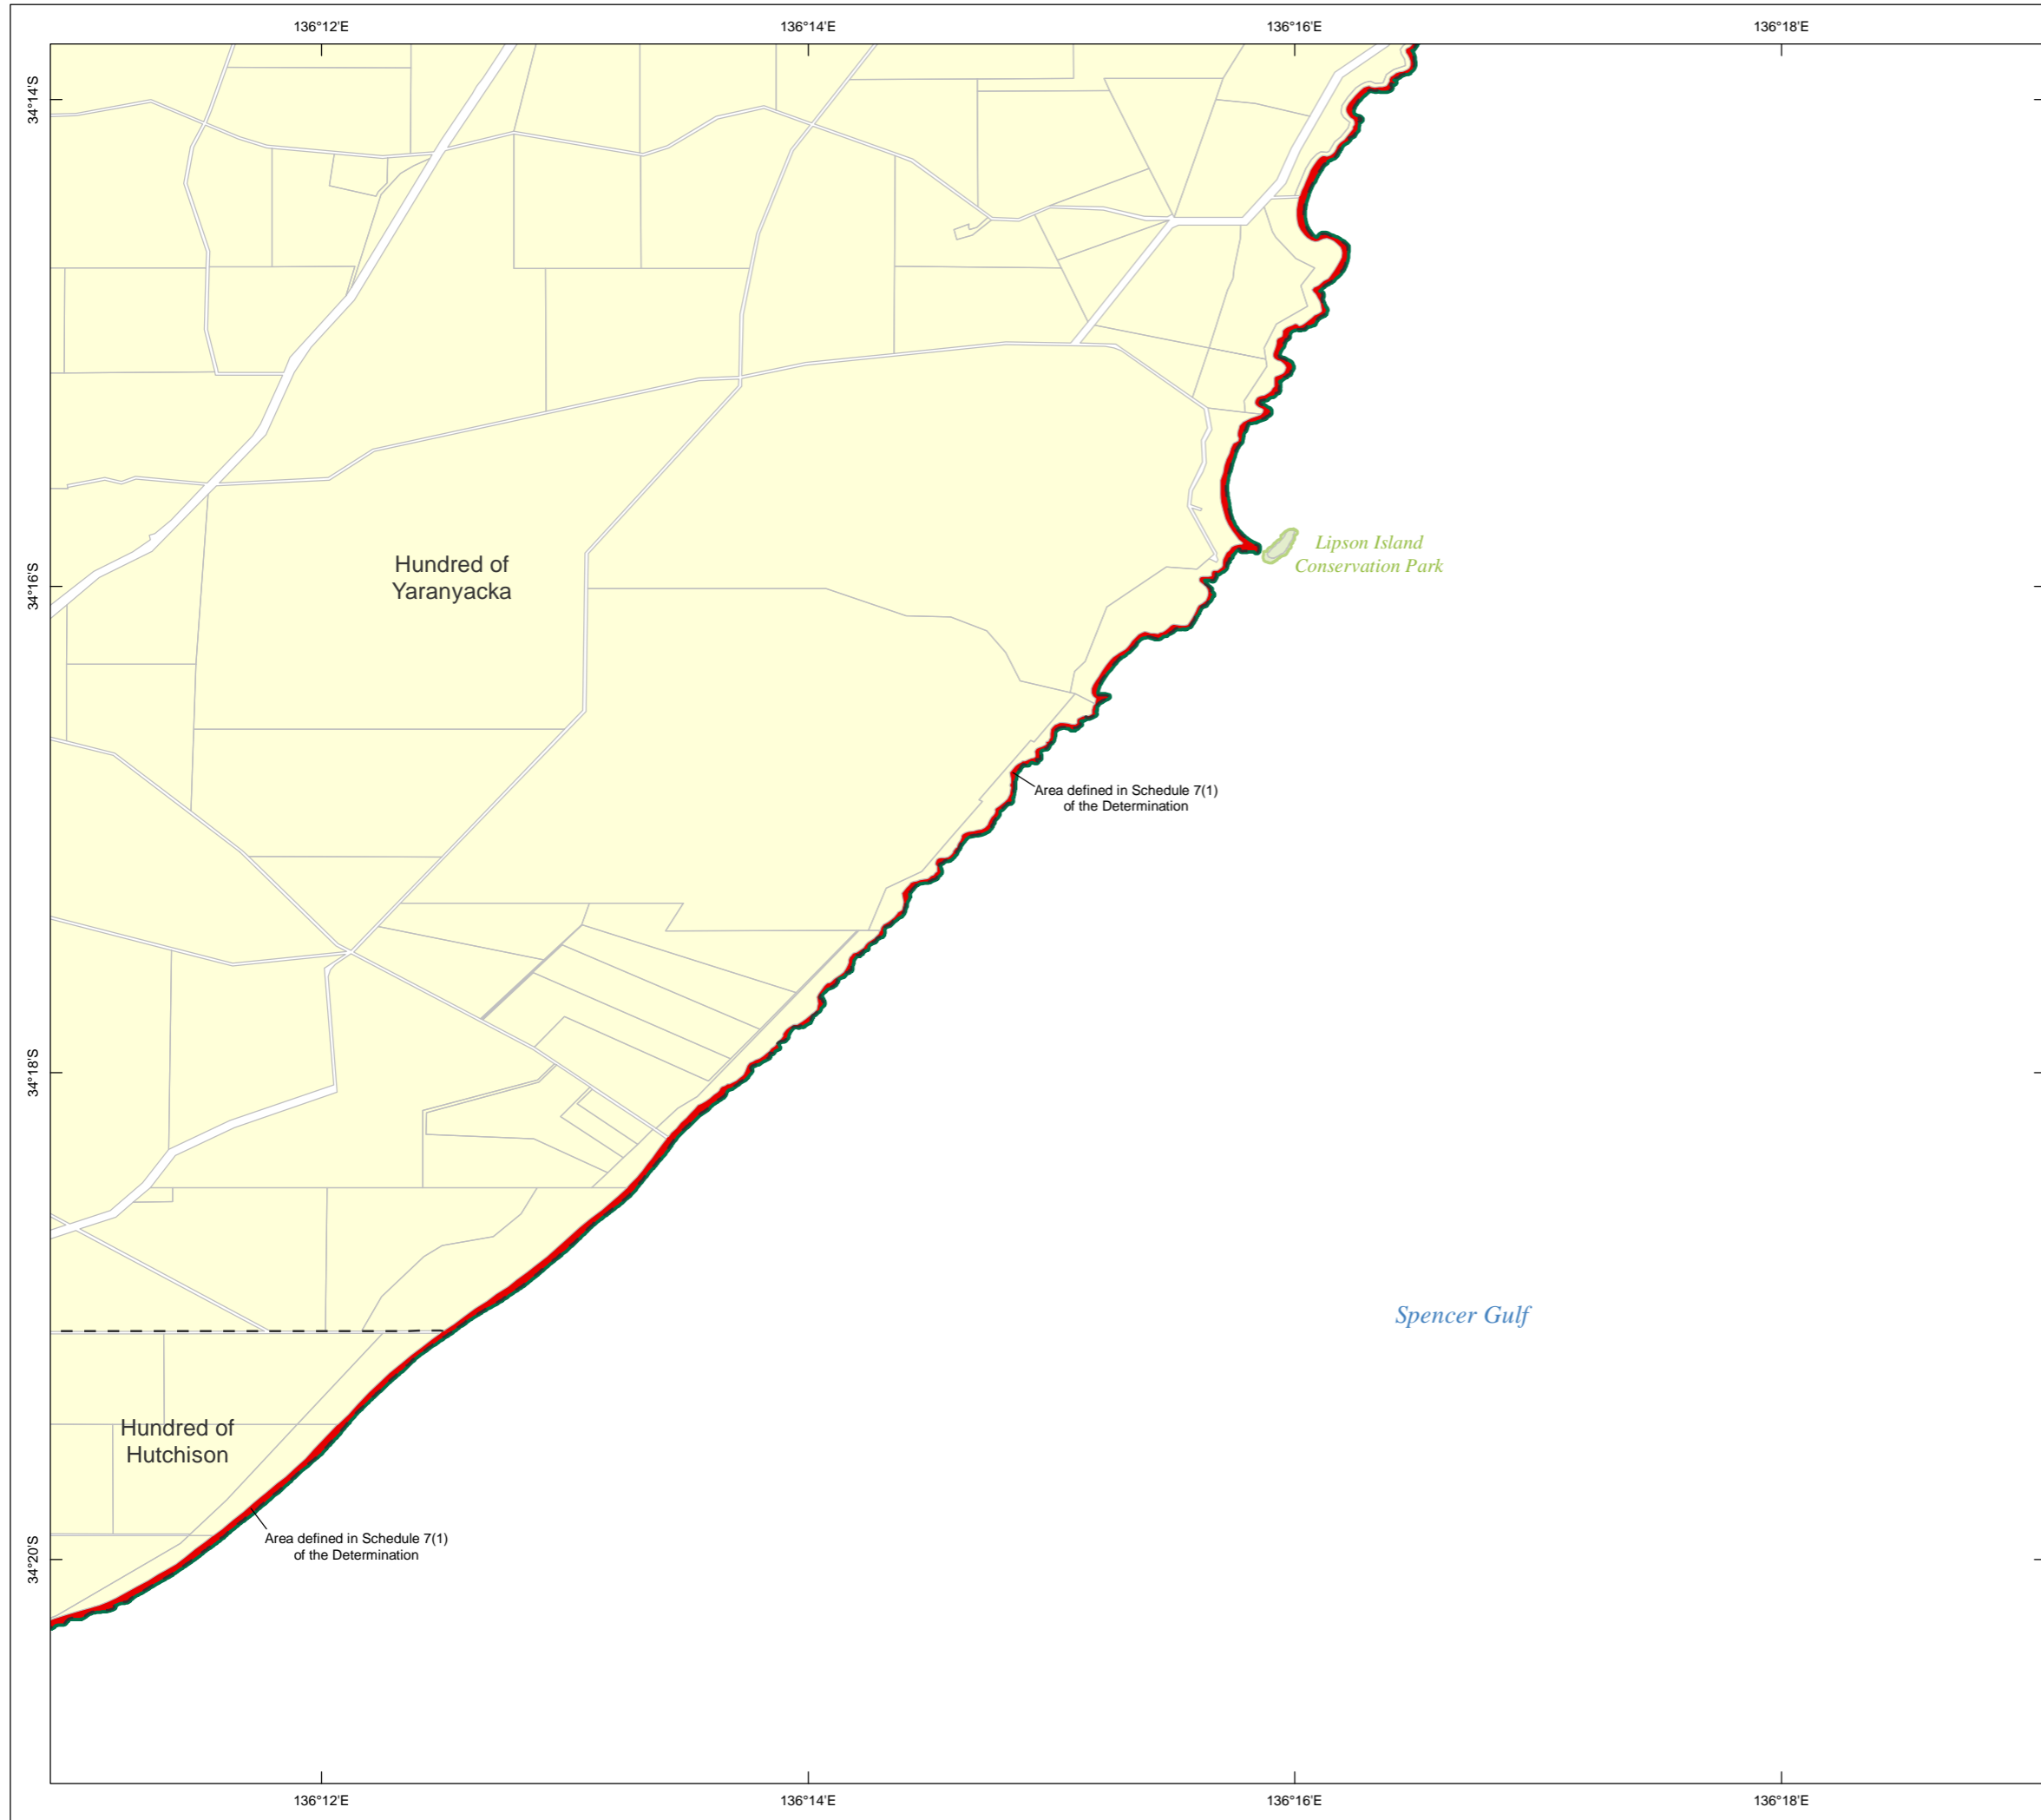 136°12'E
136°14'E
136°16'E
136°18'E
34°14'S
Lipson Island
Conservation Park
Hundred of
Yaranyacka
34°16'S
Area defined in Schedule 7(1)
of the Determination
34°18'S
Spencer Gulf
Hundred of
Hutchison
Area defined in Schedule 7(1)
of the Determination
34°20'S
136°12'E
136°14'E
136°16'E
136°18'E